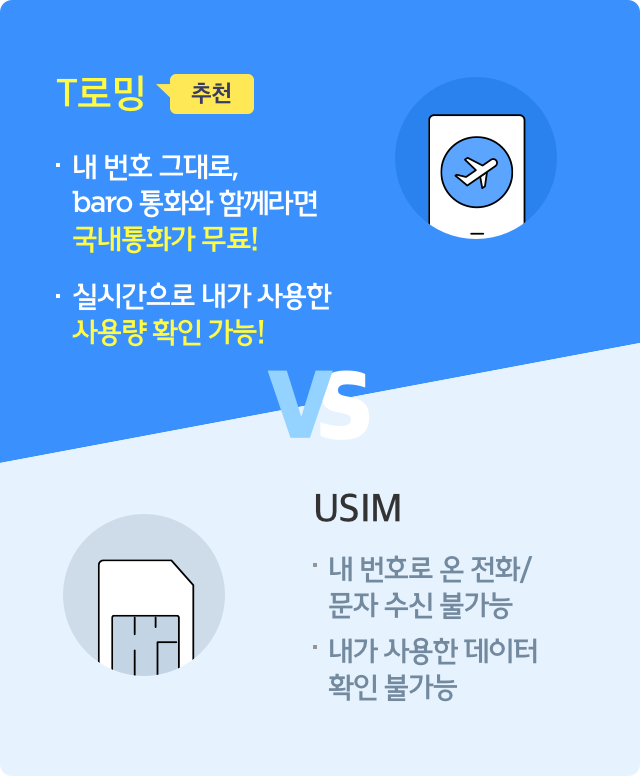 T로밍 추천
· 내 번호 그대로,
baro 통화와 함께라면
국내통화가 무료!
· 실시간으로 내가 사용한
사용량 확인 가능!
VS
USIM
· 내 번호로 온 전화/
문자 수신 불가능
· 내가 사용한 데이터
확인 불가능